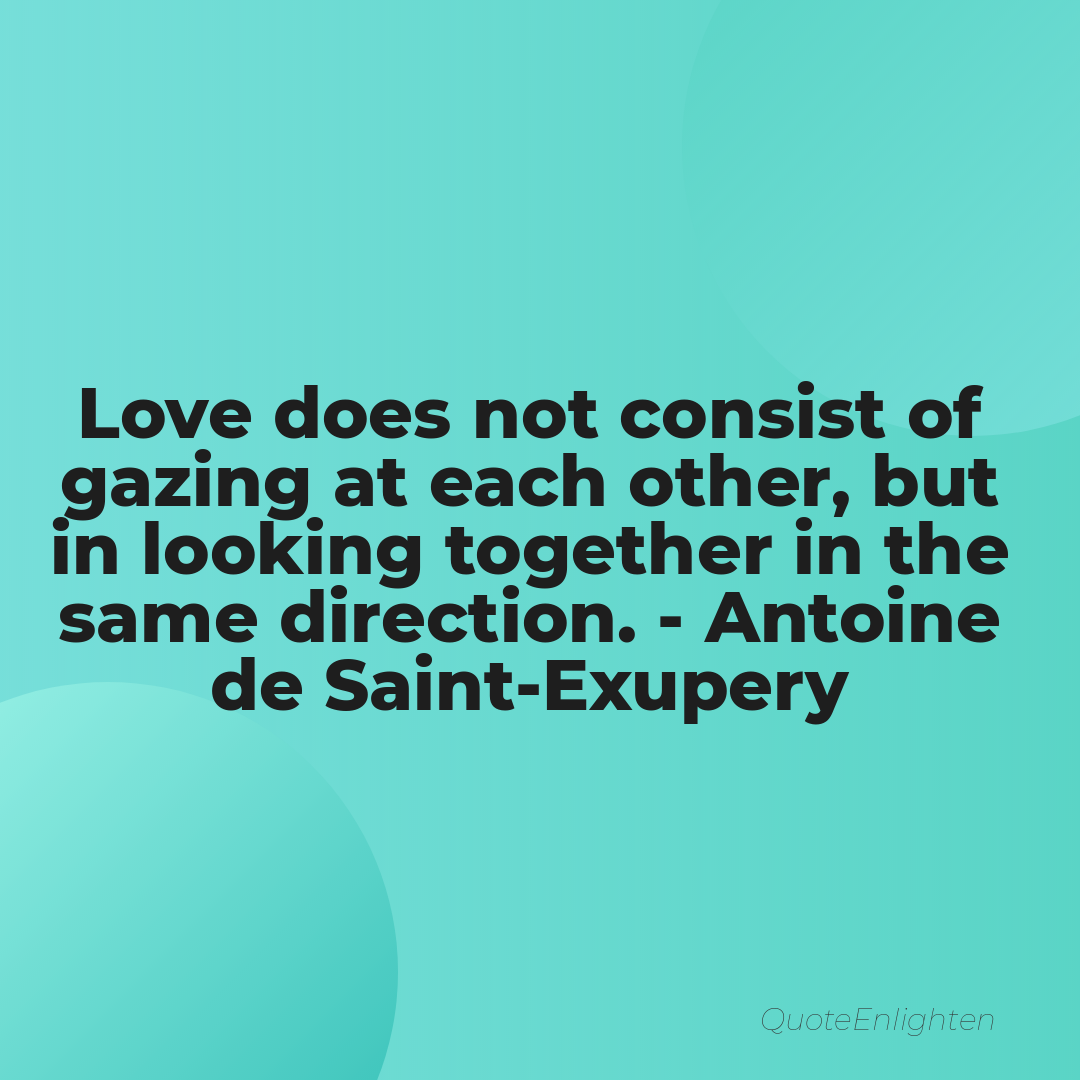 Love does not consist of
gazing at each other, but
in looking together in the
same direction. - Antoine
de Saint-Exupery
QuoteEnlighten